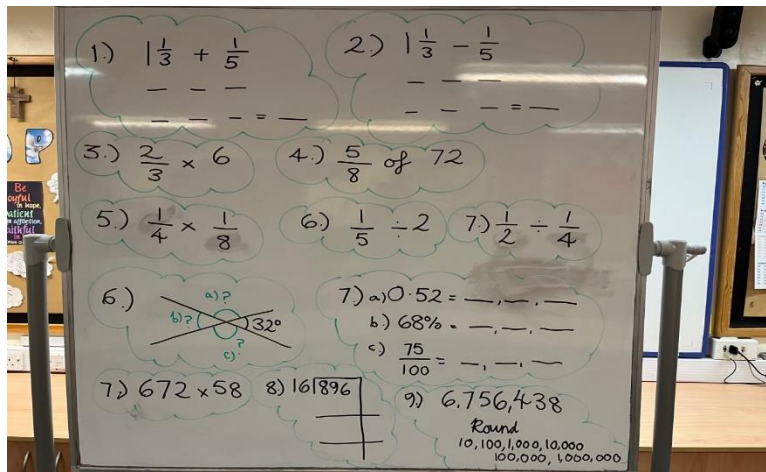 1.) 1 1/3 + 1/5
_ _ _
_ _ _ = _
2.) 1 1/3 - 1/5
_ _ _
_ _ _ = _
3.) 2/3 × 6
4.) 5/8 of 72
5.) 1/4 × 1/8
6.) 1/5 ÷ 2
7.) 1/2 ÷ 1/4
6.)
a)?
b)?
32°
?
c)
7.) a) 0.52 = _, _, _
b.) 68% = _, _, _
c) 75/100 = _, _, _
7.) 672 × 58
8) 16 896
9.) 6,756,438
Round
10, 100, 1,000, 10,000
100,000, 1,000,000
Be
in hope,